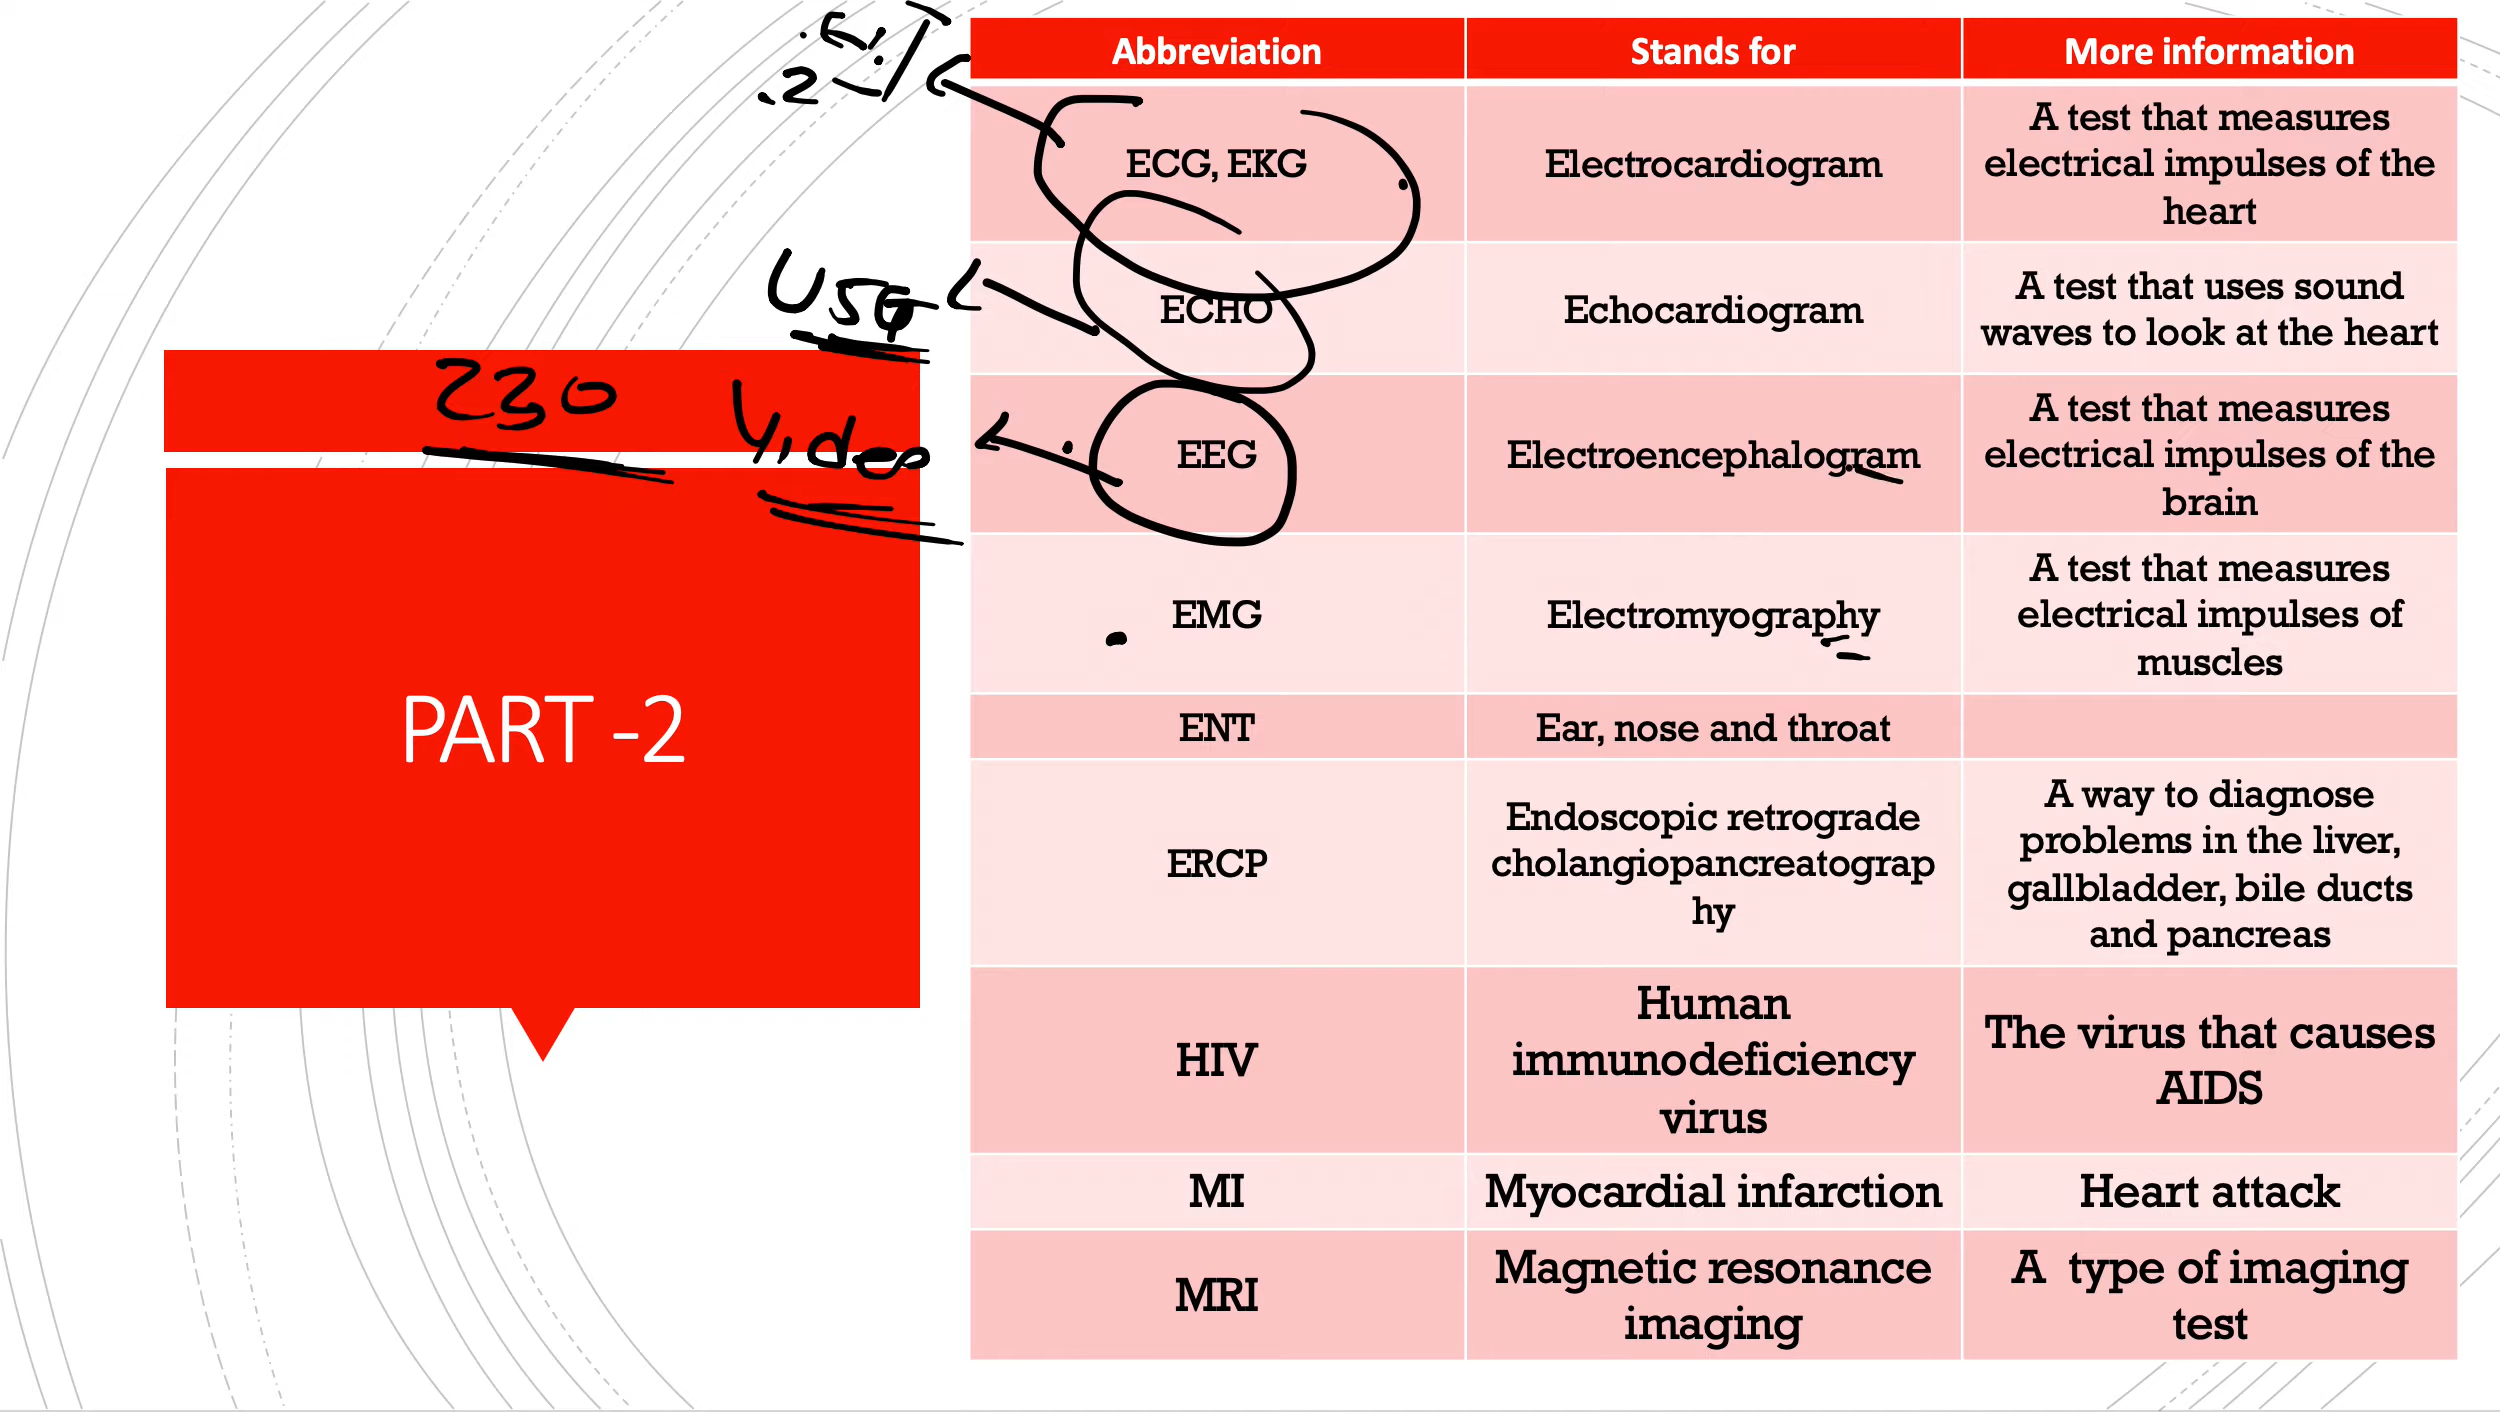 Abbreviation Stands for More information
ECG, EKG Electrocardiogram A test that measures
electrical impulses of the
heart
ECHO Echocardiogram A test that uses sound
waves to look at the heart
EEG Electroencephalogram A test that measures
electrical impulses of the
brain
EMG Electromyography A test that measures
electrical impulses of
muscles
ENT Ear, nose and throat
ERCP Endoscopic retrograde
cholangiopancreatograp
hy
A way to diagnose
problems in the liver,
gallbladder, bile ducts
and pancreas
HIV Human
immunodeficiency
virus
The virus that causes
AIDS
MI Myocardial infarction Heart attack
MRI Magnetic resonance
imaging
A type of imaging
test
230
Video
PART -2